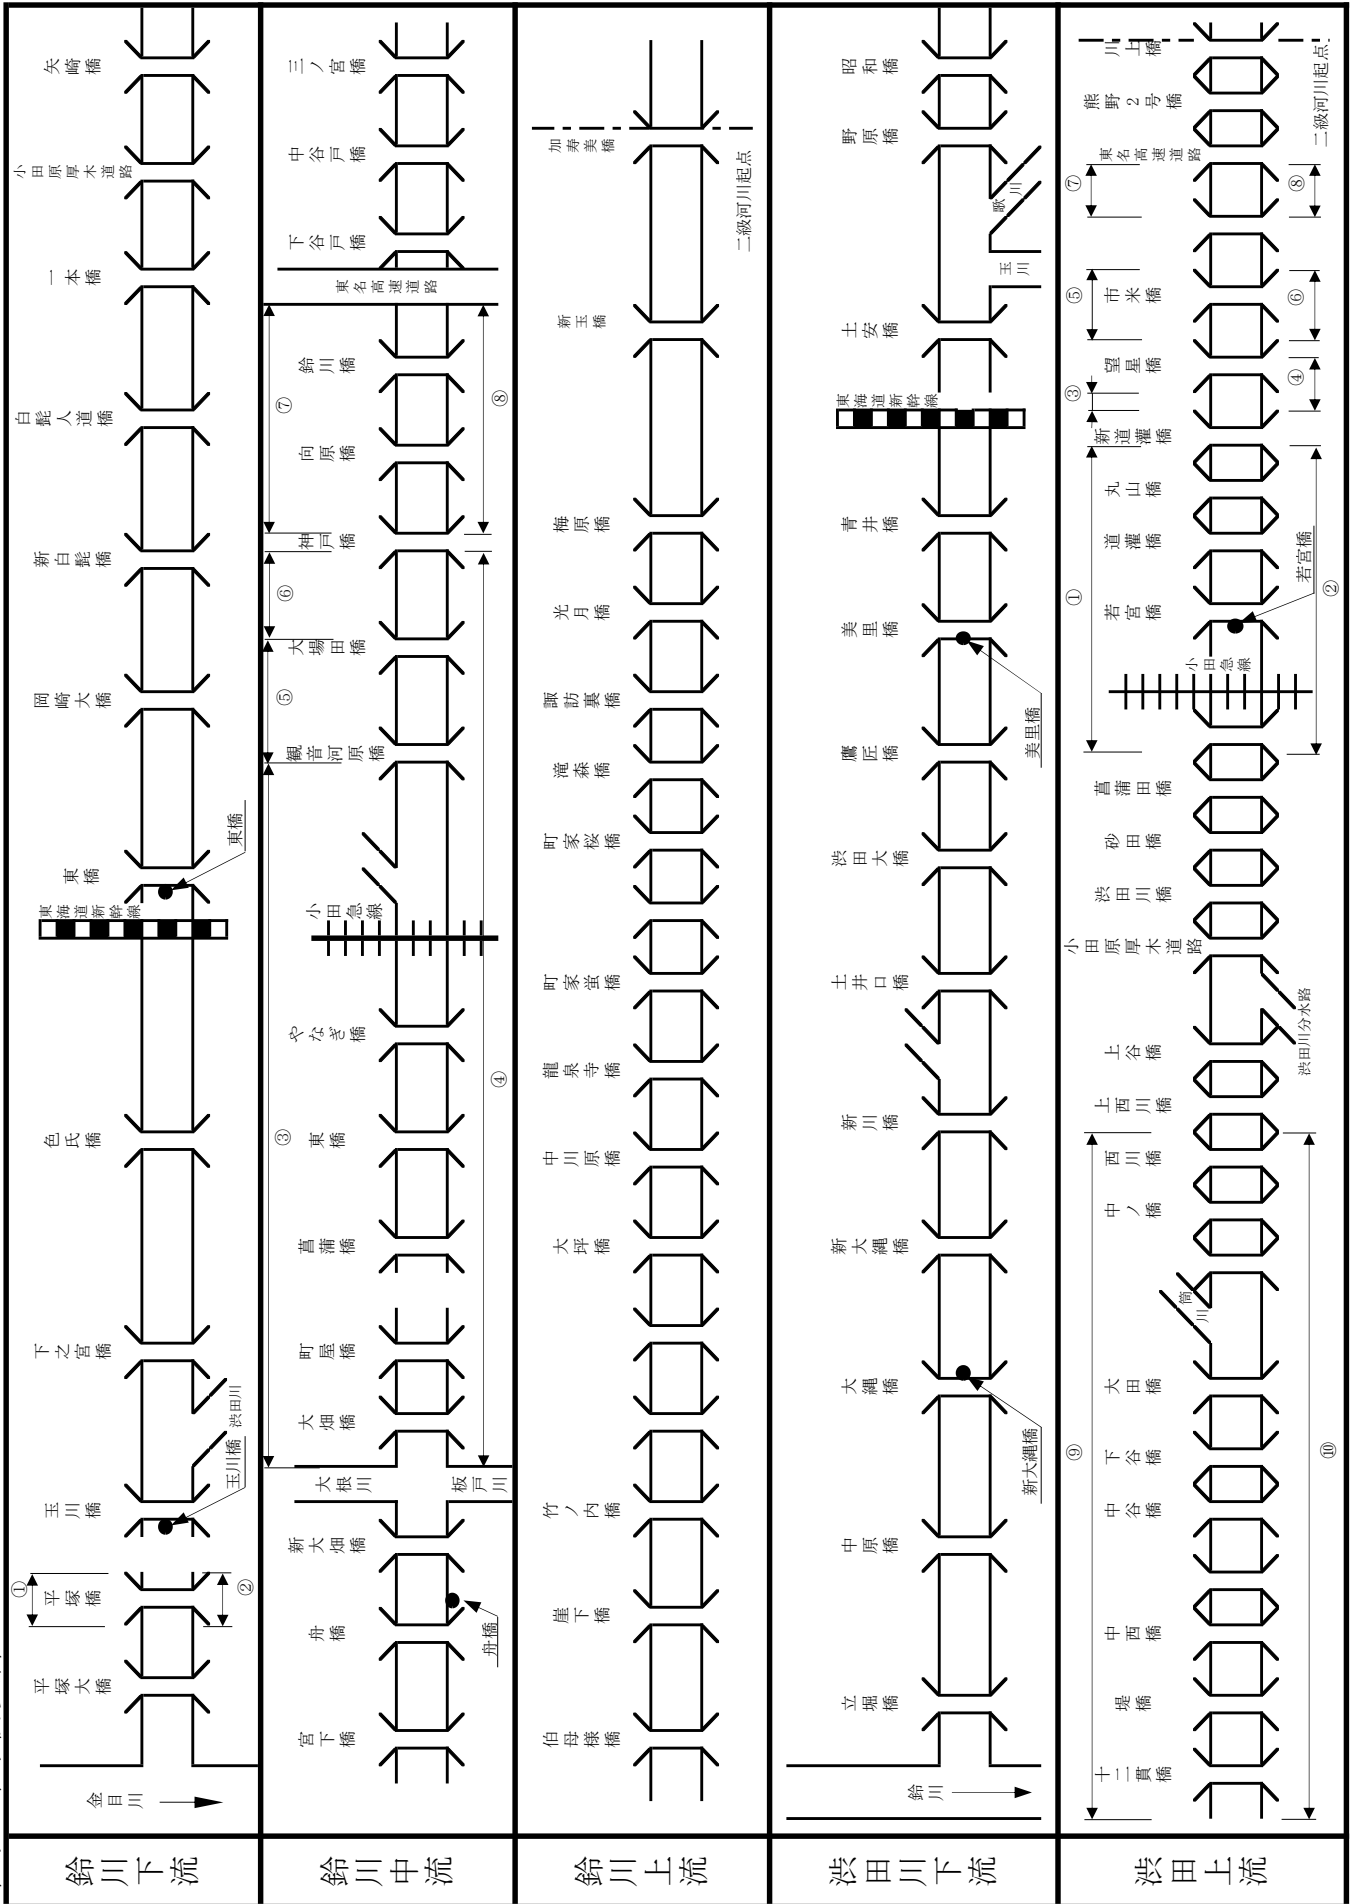 鈴川下流
金目川
平塚大橋
平塚橋
①
②
玉川橋
玉川橋
渋田川
下之宮橋
色氏橋
東海道新幹線
東橋
東橋
岡崎大橋
新白髭橋
白髭人道橋
一本橋
小田原厚木道路
矢崎橋
鈴川中流
宮下橋
舟橋
舟橋
新大畑橋
大根川
板戸川
大畑橋
町屋橋
菖蒲橋
東橋
③
④
やなぎ橋
小田急線
観音河原橋
⑤
大場田橋
⑥
神戸橋
向原橋
⑦
⑧
鈴川橋
東名高速道路
下谷戸橋
中谷戸橋
三ノ宮橋
鈴川上流
伯母様橋
崖下橋
竹ノ内橋
大坪橋
中川原橋
龍泉寺橋
町家蛍橋
町家桜橋
滝森橋
諏訪裏橋
光月橋
梅原橋
新玉橋
加寿美橋
二級河川起点
渋田川下流
鈴川
立堀橋
中原橋
新大縄橋
大縄橋
新大縄橋
新川橋
土井口橋
渋田大橋
鷹匠橋
美里橋
美里橋
青井橋
東海道新幹線
土安橋
玉川
歌川
野原橋
昭和橋
渋田上流
十二貫橋
堤橋
中西橋
中谷橋
下谷橋
⑨
⑩
大田橋
筒川
中ノ橋
西川橋
上西川橋
上谷橋
渋田川分水路
小田原厚木道路
渋田川橋
砂田橋
菖蒲田橋
小田急線
若宮橋
若宮橋
①
②
道灌橋
丸山橋
新道灌橋
③
④
望星橋
市米橋
⑤
⑥
⑦
⑧
東名高速道路
熊野2号橋
川上橋
二級河川起点